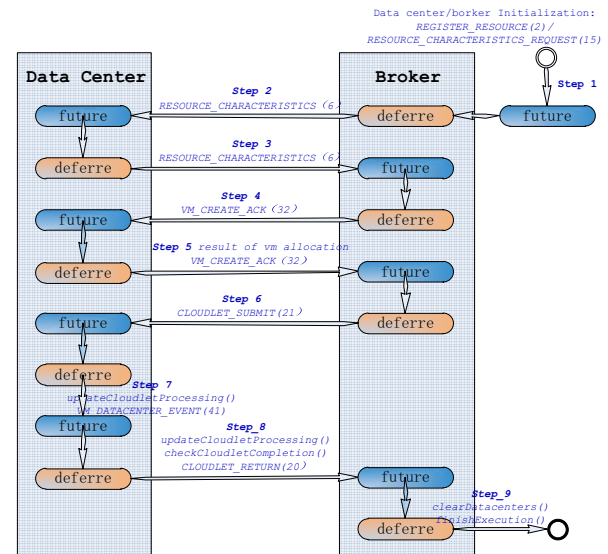 Data center/borker Initialization:
REGISTER_RESOURCE(2)/
RESOURCE_CHARACTERISTICS_REQUEST(15)
Step 1
Data Center
Broker
Step 2
RESOURCE_CHARACTERISTICS (6)
future
deferre
future
Step 3
RESOURCE_CHARACTERISTICS (6)
deferre
future
Step 4
VM_CREATE_ACK (32)
future
deferre
Step 5 result of vm allocation
VM_CREATE_ACK (32)
deferre
future
Step 6
CLOUDLET_SUBMIT(21)
future
deferre
deferre
Step 7
updateCloudletProcessing()
VM_DATACENTER_EVENT(41)
future
Step_8
updateCloudletProcessing()
checkCloudletCompletion()
CLOUDLET_RETURN(20)
deferre
future
Step_9
clearDatacenters()
finishExecution()
deferre